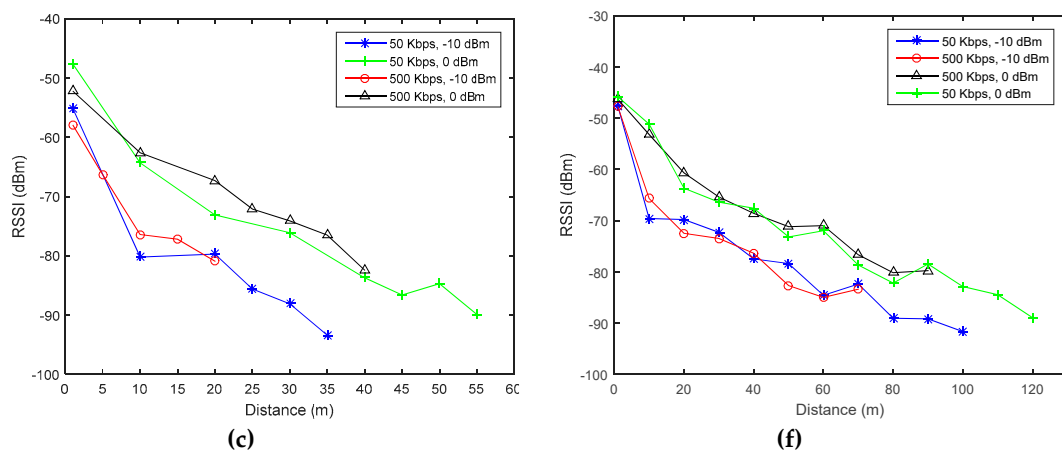 -40
-50
-60
-70
-80
-90
-100
RSSI (dBm)
0 5 10 15 20 25 30 35 40 45 50 55 60
Distance (m)
50 Kbps, -10 dBm
50 Kbps, 0 dBm
500 Kbps, -10 dBm
500 Kbps, 0 dBm
(c)
-30
-40
-50
-60
-70
-80
-90
-100
RSSI (dBm)
0 20 40 60 80 100 120
Distance (m)
50 Kbps, -10 dBm
500 Kbps, -10 dBm
500 Kbps, 0 dBm
50 Kbps, 0 dBm
(f)